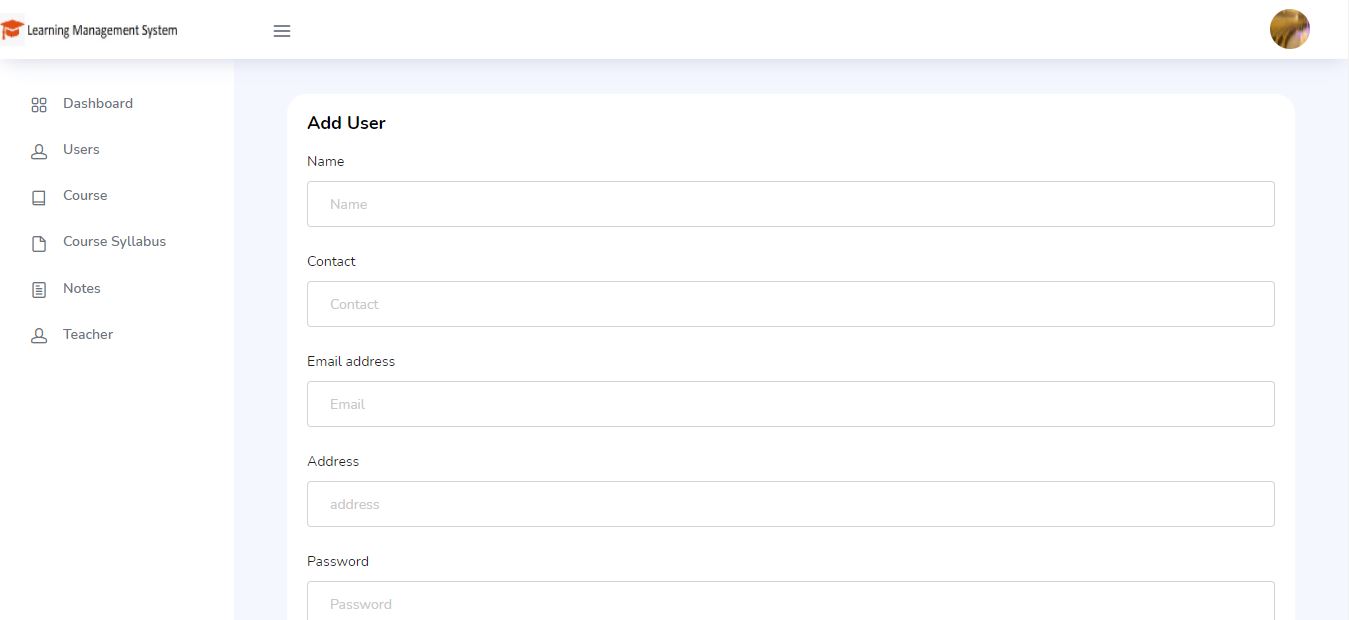 Learning Management System
Dashboard
Users
Course
Course Syllabus
Notes
Teacher
Add User
Name
Name
Contact
Contact
Email address
Email
Address
address
Password
Password